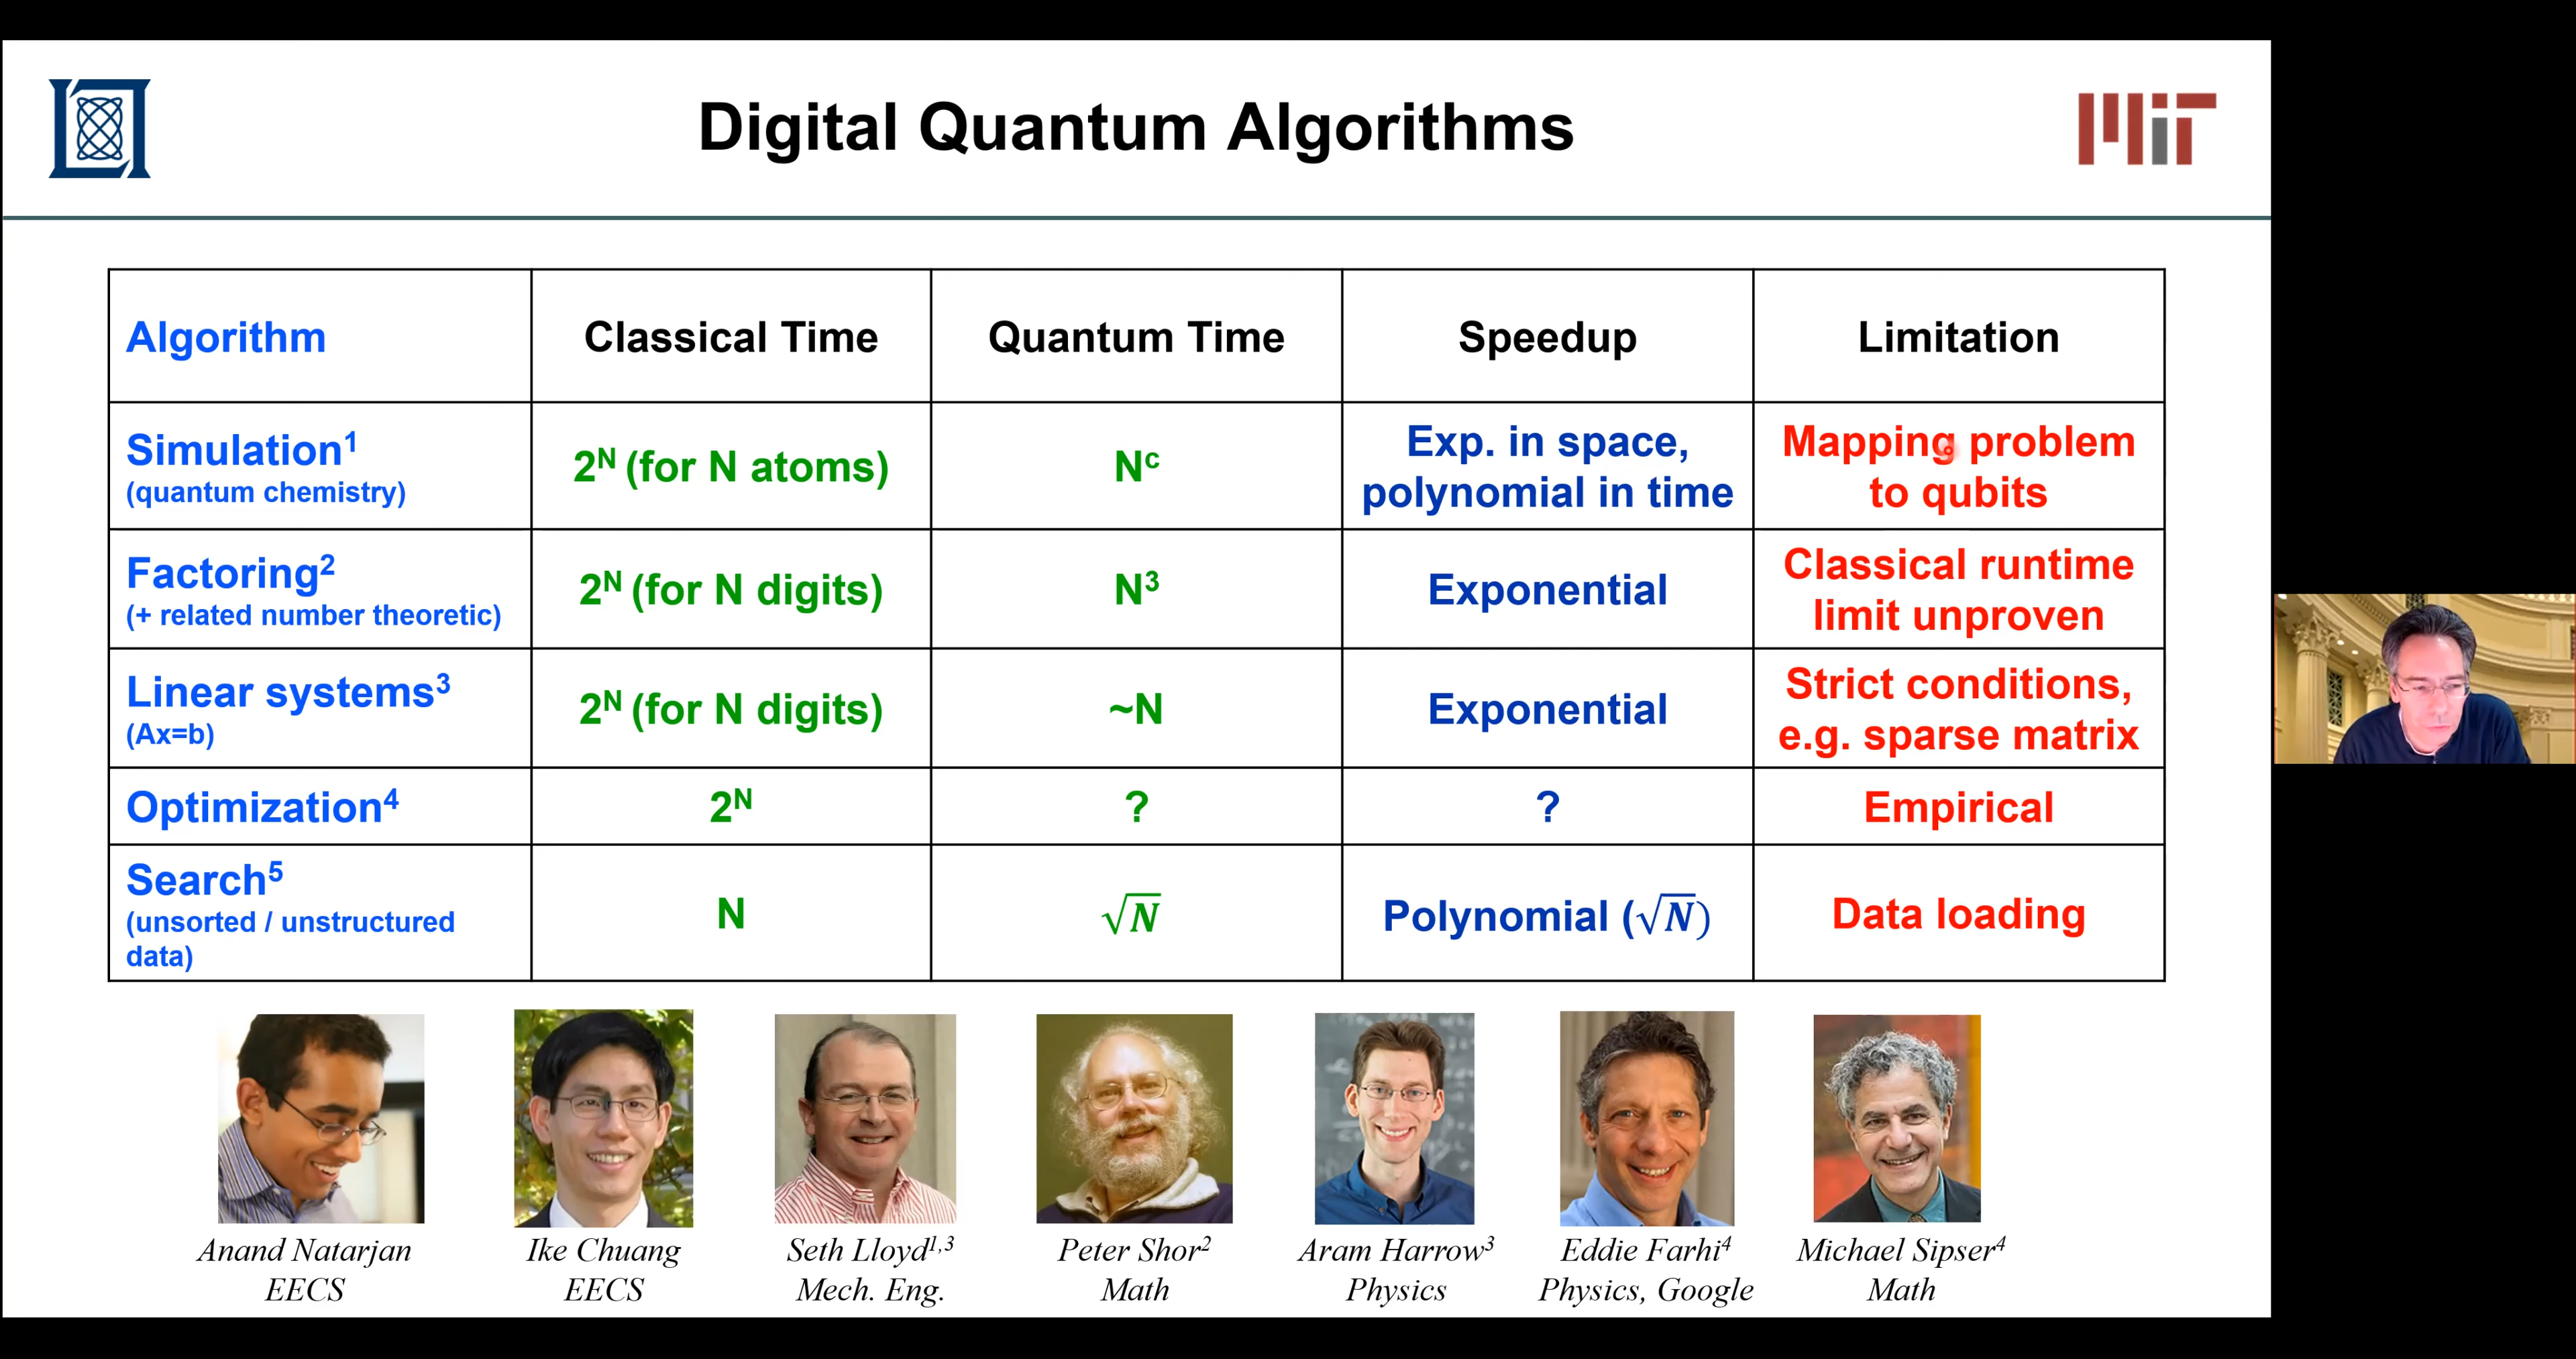 Digital Quantum Algorithms
MIT
Algorithm
Classical Time
Quantum Time
Speedup
Limitation
Simulation¹
(quantum chemistry)
2ᴺ (for N atoms)
Nᶜ
Exp. in space,
polynomial in time
Mapping problem
to qubits
Factoring²
(+ related number theoretic)
2ᴺ (for N digits)
N³
Exponential
Classical runtime
limit unproven
Linear systems³
(Ax=b)
2ᴺ (for N digits)
~N
Exponential
Strict conditions,
e.g. sparse matrix
Optimization⁴
2ᴺ
?
?
Empirical
Search⁵
(unsorted / unstructured
data)
N
√N
Polynomial (√N)
Data loading
Anand Natarjan
EECS
Ike Chuang
EECS
Seth Lloyd¹,³
Mech. Eng.
Peter Shor²
Math
Aram Harrow³
Physics
Eddie Farhi⁴
Physics, Google
Michael Sipser⁴
Math